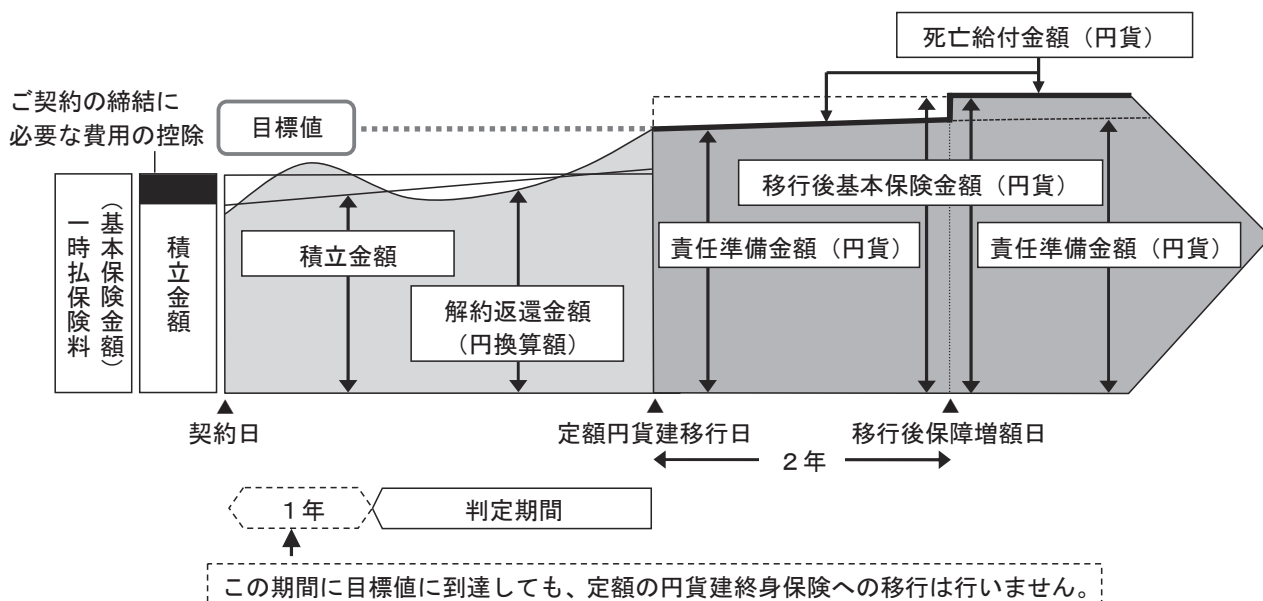 死亡給付金額（円貨）
ご契約の締結に
必要な費用の控除
目標値
一時払保険料
（基本保険金額）
積立金額
積立金額
解約返還金額
（円換算額）
移行後基本保険金額（円貨）
責任準備金額（円貨）
責任準備金額（円貨）
契約日
定額円貨建移行日
移行後保障増額日
２年
１年
判定期間
この期間に目標値に到達しても、定額の円貨建終身保険への移行は行いません。